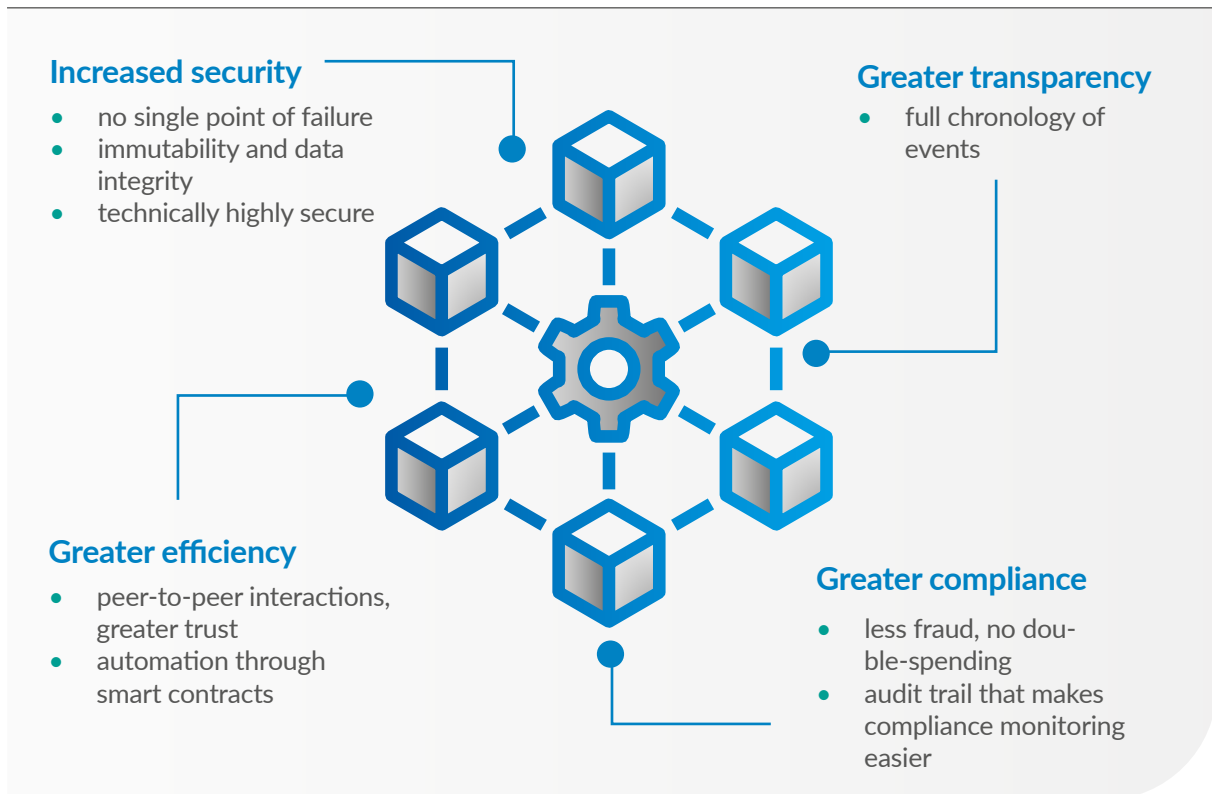 Increased security
• no single point of failure
• immutability and data
integrity
• technically highly secure
Greater transparency
• full chronology of
events
Greater efficiency
• peer-to-peer interactions,
greater trust
• automation through
smart contracts
Greater compliance
• less fraud, no dou-
ble-spending
• audit trail that makes
compliance monitoring
easier